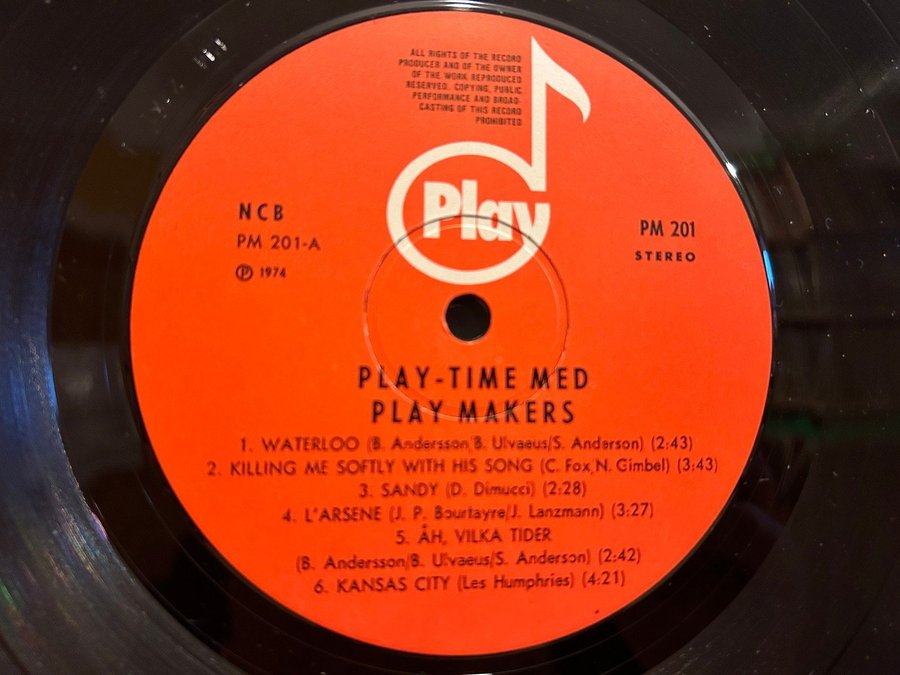 ALL RIGHTS OF THE RECORD
PRODUCER AND OF THE OWNER
OF THE WORK REPRODUCED
RESERVED. COPYING, PUBLIC
PERFORMANCE AND BROAD-
CASTING OF THIS RECORD
PROHIBITED
Play
NCB
PM 201-A
Ⓟ 1974
PM 201
STEREO
PLAY-TIME MED
PLAY MAKERS
1. WATERLOO (B. Andersson/B. Ulvaeus/S. Anderson) (2:43)
2. KILLING ME SOFTLY WITH HIS SONG (C. Fox/N. Gimbel) (3:43)
3. SANDY (D. Dimucci) (2:28)
4. L'ARSENE (J. P. Bourtayre/J. Lanzmann) (3:27)
5. ÅH, VILKA TIDER
(B. Andersson/B. Ulvaeus/S. Anderson) (2:42)
6. KANSAS CITY (Les Humphries) (4:21)